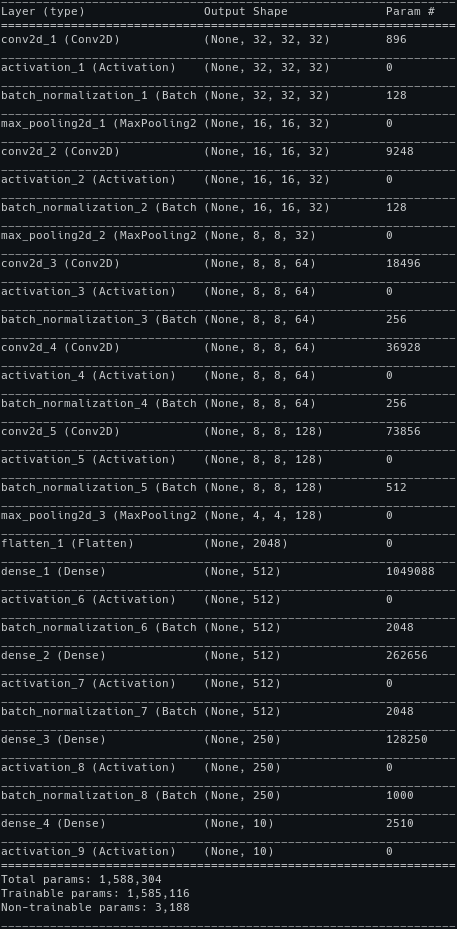 Layer (type) Output Shape Param #
conv2d_1 (Conv2D) (None, 32, 32, 32) 896
activation_1 (Activation) (None, 32, 32, 32) 0
batch_normalization_1 (Batch (None, 32, 32, 32) 128
max_pooling2d_1 (MaxPooling2 (None, 16, 16, 32) 0
conv2d_2 (Conv2D) (None, 16, 16, 32) 9248
activation_2 (Activation) (None, 16, 16, 32) 0
batch_normalization_2 (Batch (None, 16, 16, 32) 128
max_pooling2d_2 (MaxPooling2 (None, 8, 8, 32) 0
conv2d_3 (Conv2D) (None, 8, 8, 64) 18496
activation_3 (Activation) (None, 8, 8, 64) 0
batch_normalization_3 (Batch (None, 8, 8, 64) 256
conv2d_4 (Conv2D) (None, 8, 8, 64) 36928
activation_4 (Activation) (None, 8, 8, 64) 0
batch_normalization_4 (Batch (None, 8, 8, 64) 256
conv2d_5 (Conv2D) (None, 8, 8, 128) 73856
activation_5 (Activation) (None, 8, 8, 128) 0
batch_normalization_5 (Batch (None, 8, 8, 128) 512
max_pooling2d_3 (MaxPooling2 (None, 4, 4, 128) 0
flatten_1 (Flatten) (None, 2048) 0
dense_1 (Dense) (None, 512) 1049088
activation_6 (Activation) (None, 512) 0
batch_normalization_6 (Batch (None, 512) 2048
dense_2 (Dense) (None, 512) 262656
activation_7 (Activation) (None, 512) 0
batch_normalization_7 (Batch (None, 512) 2048
dense_3 (Dense) (None, 250) 128250
activation_8 (Activation) (None, 250) 0
batch_normalization_8 (Batch (None, 250) 1000
dense_4 (Dense) (None, 10) 2510
activation_9 (Activation) (None, 10) 0
Total params: 1,588,304
Trainable params: 1,585,116
Non-trainable params: 3,188